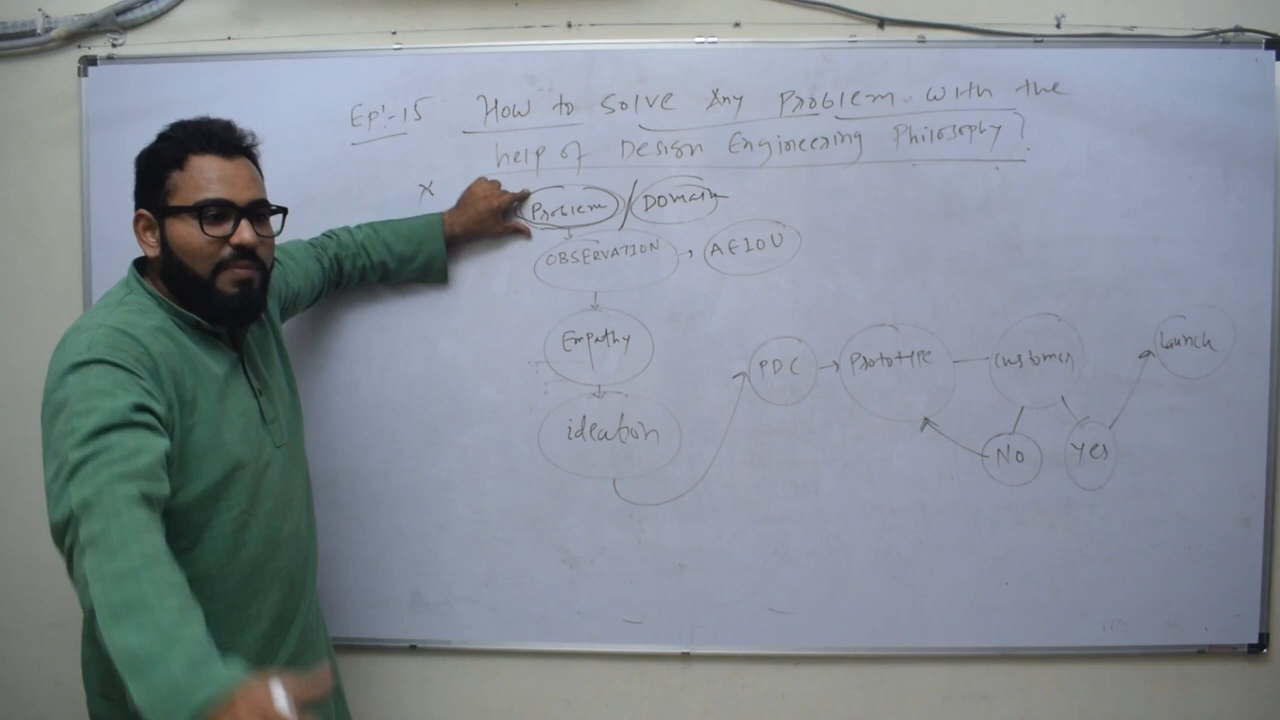 Ep:-15 How to solve Any Problem with the
help of Design Engineering Philosophy?
x Problem / Domain
OBSERVATION → AEIOU
Empathy
ideation
PDC → Prototype — customer
No Yes
Launch